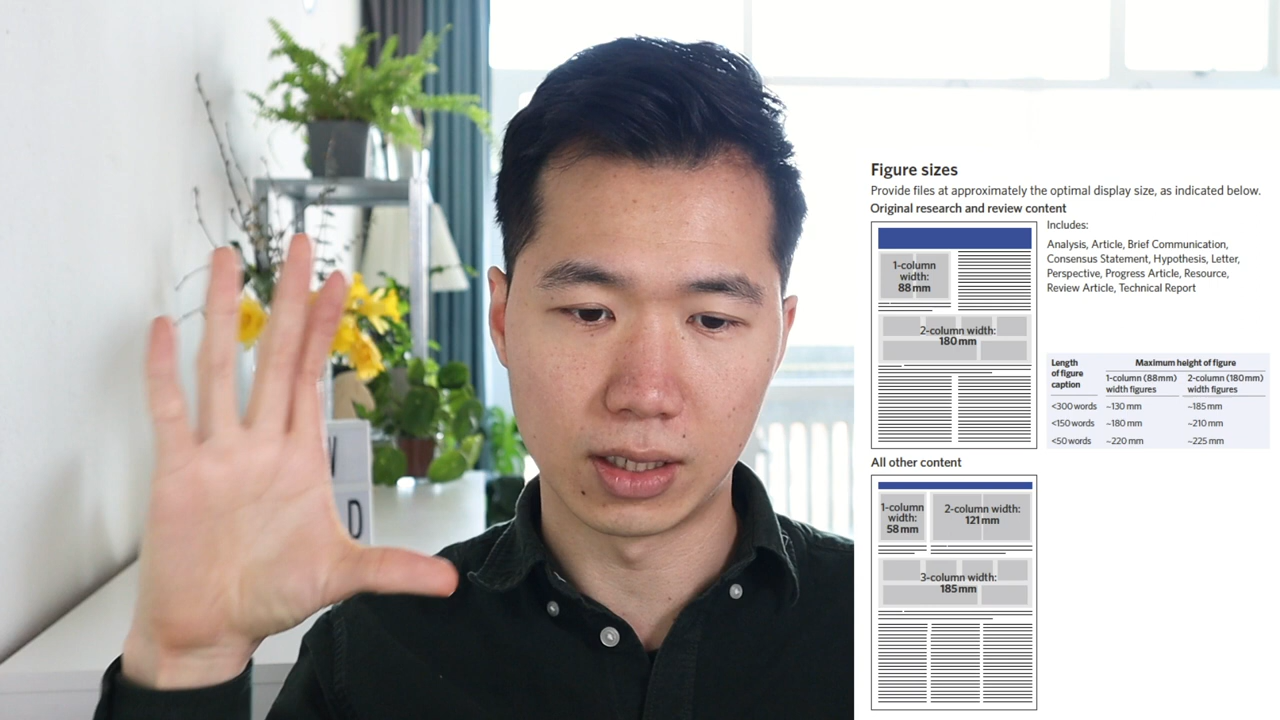 Figure sizes
Provide files at approximately the optimal display size, as indicated below.
Original research and review content
1-column
width:
88 mm
2-column width:
180 mm
Includes:
Analysis, Article, Brief Communication,
Consensus Statement, Hypothesis, Letter,
Perspective, Progress Article, Resource,
Review Article, Technical Report
Length of figure caption
Maximum height of figure
1-column (88mm) width figures
2-column (180mm) width figures
<300 words ~130 mm ~185 mm
<150 words ~180 mm ~210 mm
<50 words ~220 mm ~225 mm
All other content
1-column
width:
58 mm
2-column width:
121 mm
3-column width:
185 mm
W
D